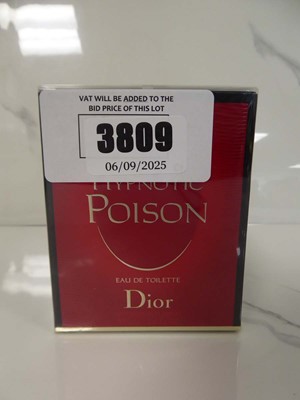 VAT WILL BE ADDED TO THE
BID PRICE OF THIS LOT
3809
06/09/2025
HYPNOTIC
POISON
EAU DE TOILETTE
Dior